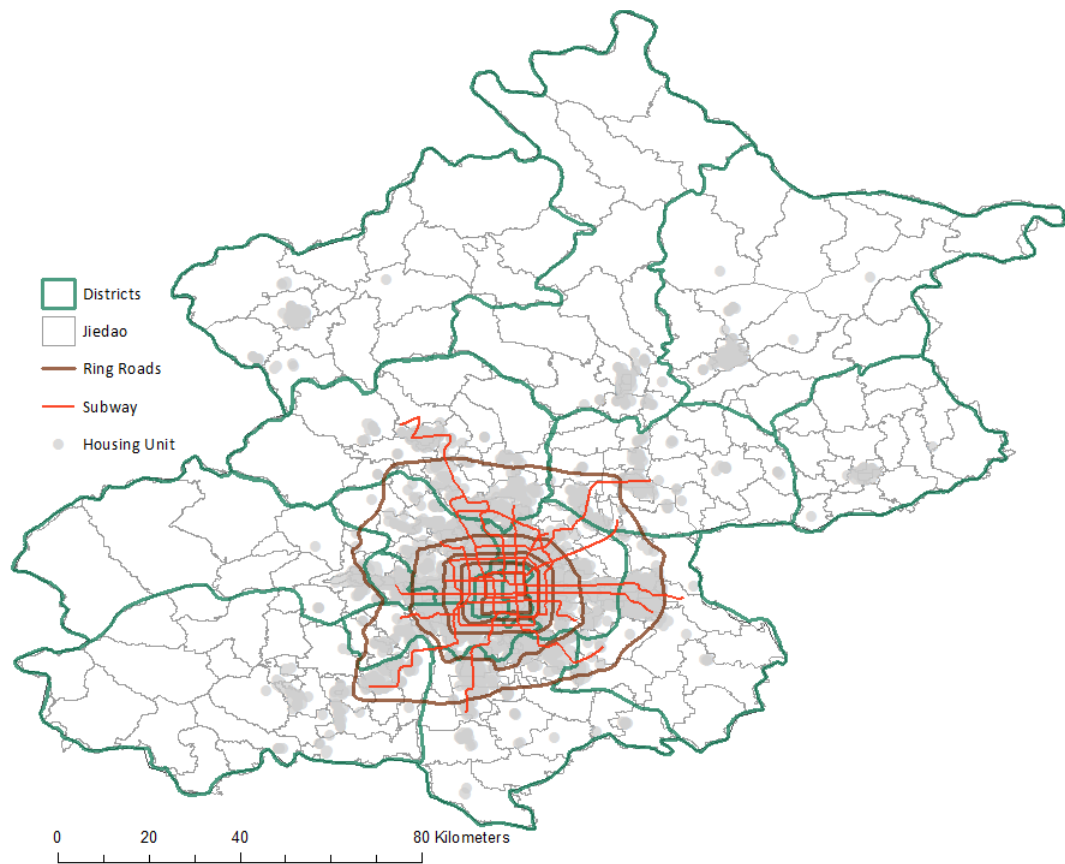 Districts
Jiedao
Ring Roads
Subway
Housing Unit
0 20 40 80 Kilometers